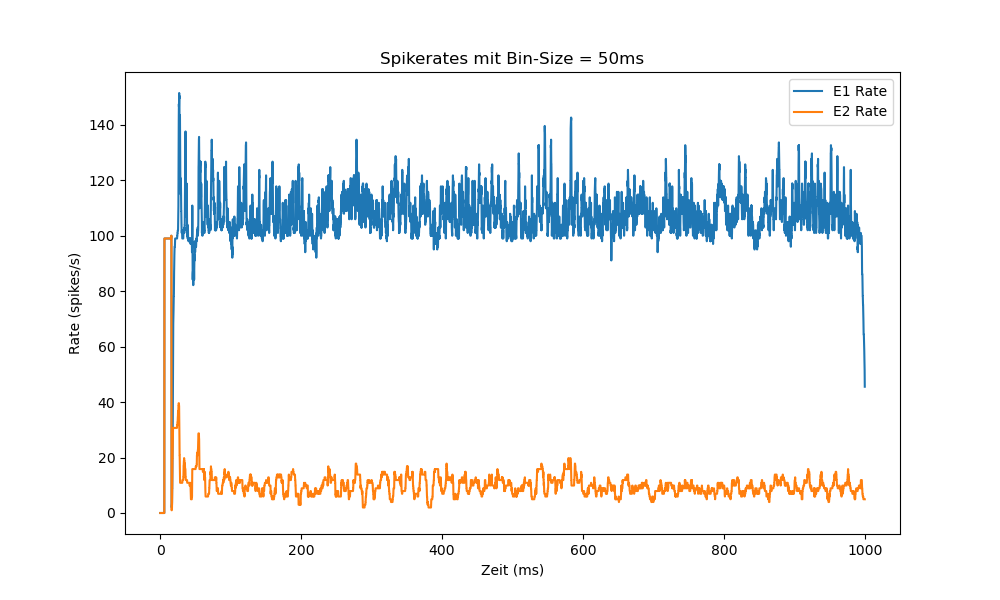 Spikerates mit Bin-Size = 50ms
E1 Rate
E2 Rate
Rate (spikes/s)
140
120
100
80
60
40
20
0
0 200 400 600 800 1000
Zeit (ms)